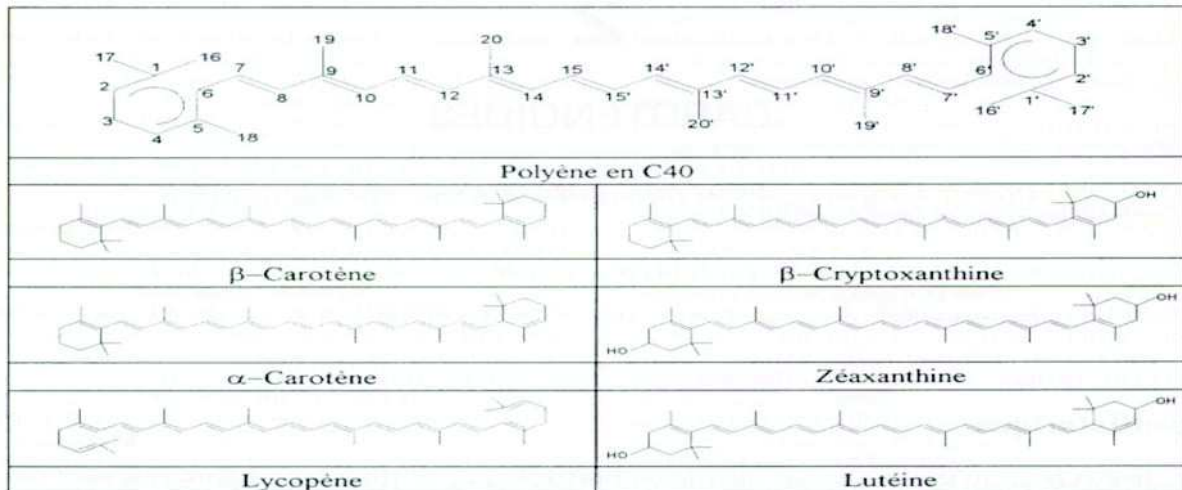 19 20 18' 4'
17 16 5' 3'
1 7 9 11 13 15 14' 12' 10' 8' 6'
2 6 2'
8 10 12 14 15' 13' 11' 9' 7' 1'
3 5 16' 17'
4 18 20' 19'
Polyène en C40
OH
β-Carotène β-Cryptoxanthine
OH
HO
α-Carotène Zéaxanthine
OH
HO
Lycopène Lutéine